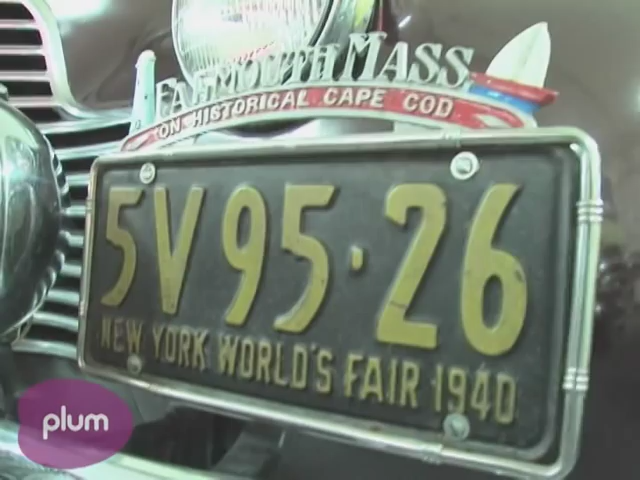 FALMOUTH MASS
ON HISTORICAL CAPE COD
5V95·26
NEW YORK WORLD'S FAIR 1940
plum